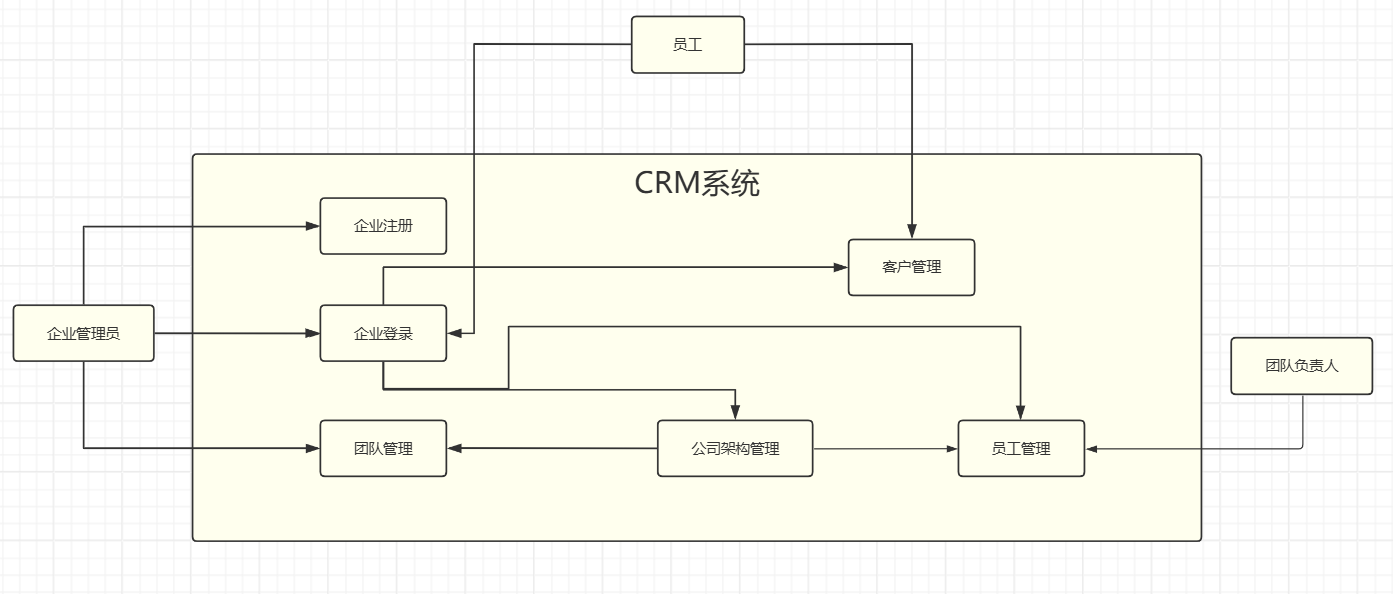 员工
CRM系统
企业注册
客户管理
企业管理员
企业登录
团队负责人
团队管理
公司架构管理
员工管理